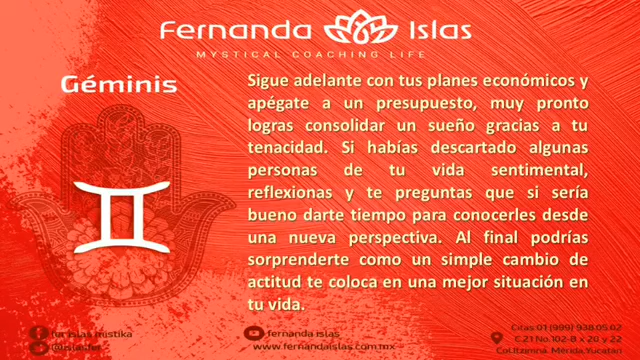 Fernanda Islas
MYSTICAL COACHING LIFE
Géminis
Sigue adelante con tus planes económicos y
apégate a un presupuesto, muy pronto
logras consolidar un sueño gracias a tu
tenacidad. Si habías descartado algunas
personas de tu vida sentimental,
reflexionas y te preguntas que si sería
bueno darte tiempo para conocerles desde
una nueva perspectiva. Al final podrías
sorprenderte como un simple cambio de
actitud te coloca en una mejor situación en
tu vida.
fer islas mistika
fernanda islas
www.fernandaislas.com.mx
Citas: 01 (999) 938.05.02
C.21 No.102-B x 20 y 22
Col.Itzimná. Mérida,Yucatán